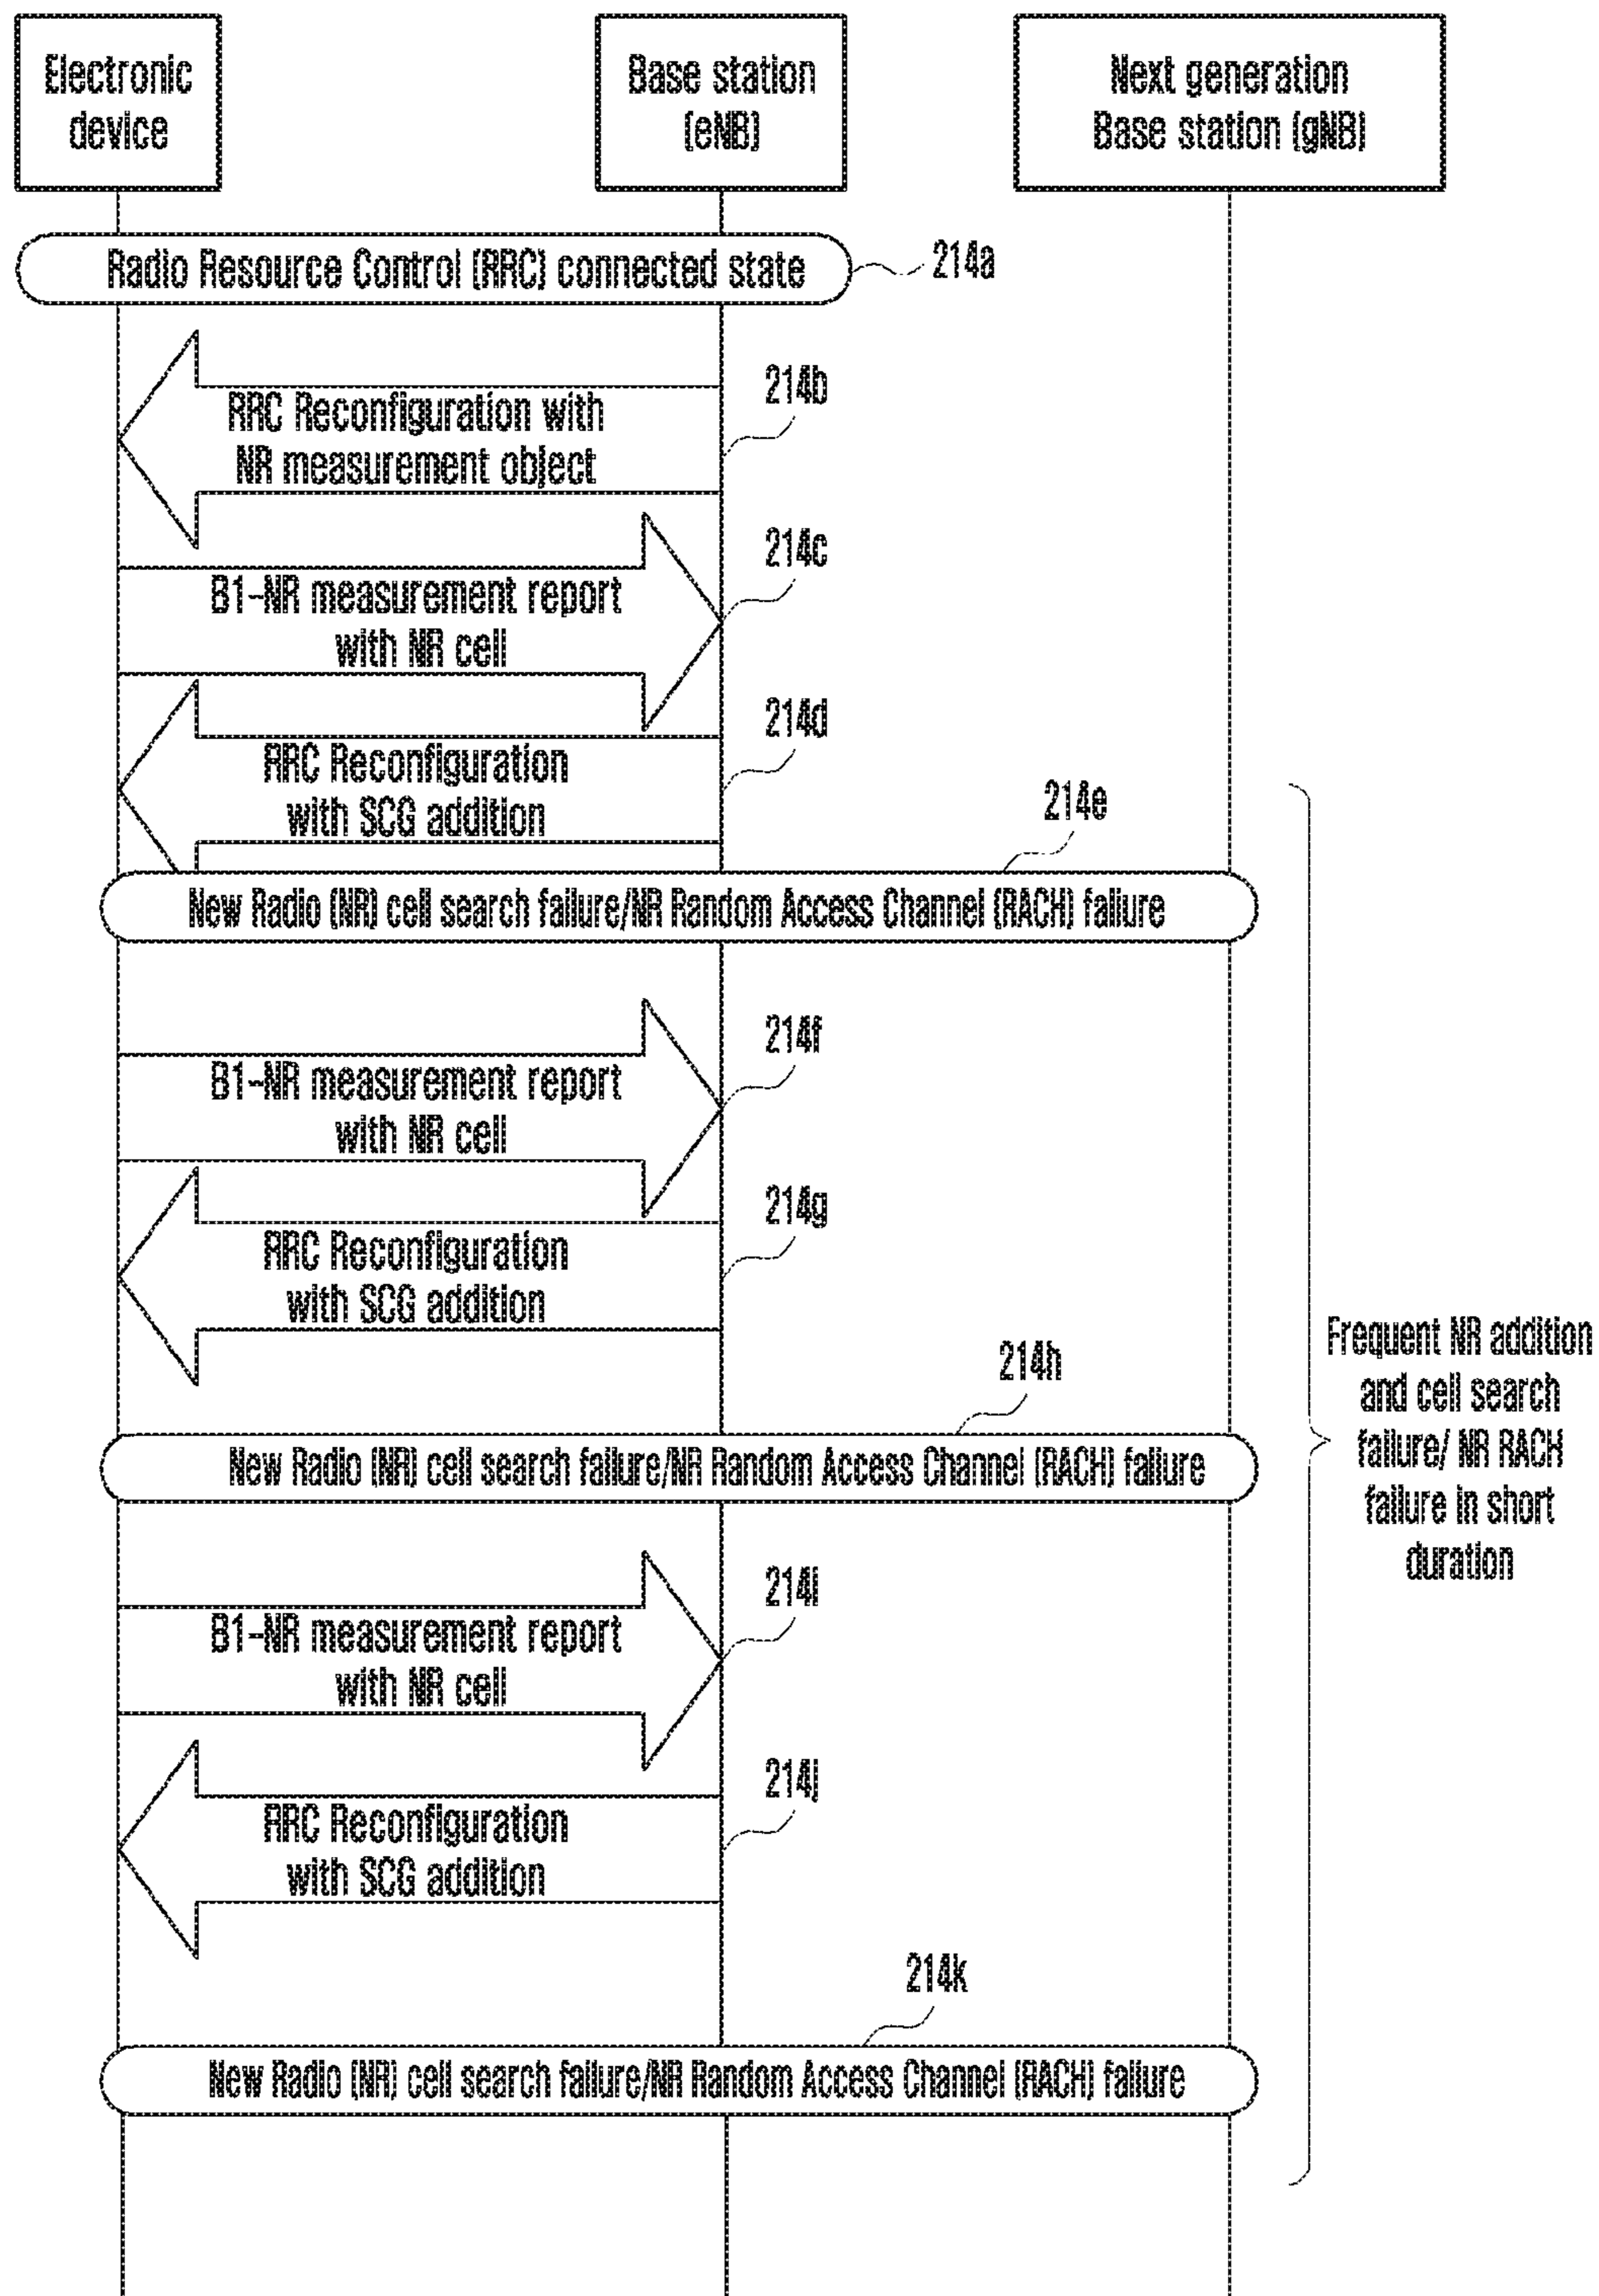 Electronic
device
Base station
(eNB)
Next generation
Base station (gNB)
Radio Resource Control (RRC) connected state
214a
214b
RRC Reconfiguration with
NR measurement object
214c
B1-NR measurement report
with NR cell
214d
RRC Reconfiguration
with SCG addition
214e
New Radio (NR) cell search failure/NR Random Access Channel (RACH) failure
214f
B1-NR measurement report
with NR cell
214g
RRC Reconfiguration
with SCG addition
214h
New Radio (NR) cell search failure/NR Random Access Channel (RACH) failure
Frequent NR addition
and cell search
failure/ NR RACH
failure in short
duration
214i
B1-NR measurement report
with NR cell
214j
RRC Reconfiguration
with SCG addition
214k
New Radio (NR) cell search failure/NR Random Access Channel (RACH) failure